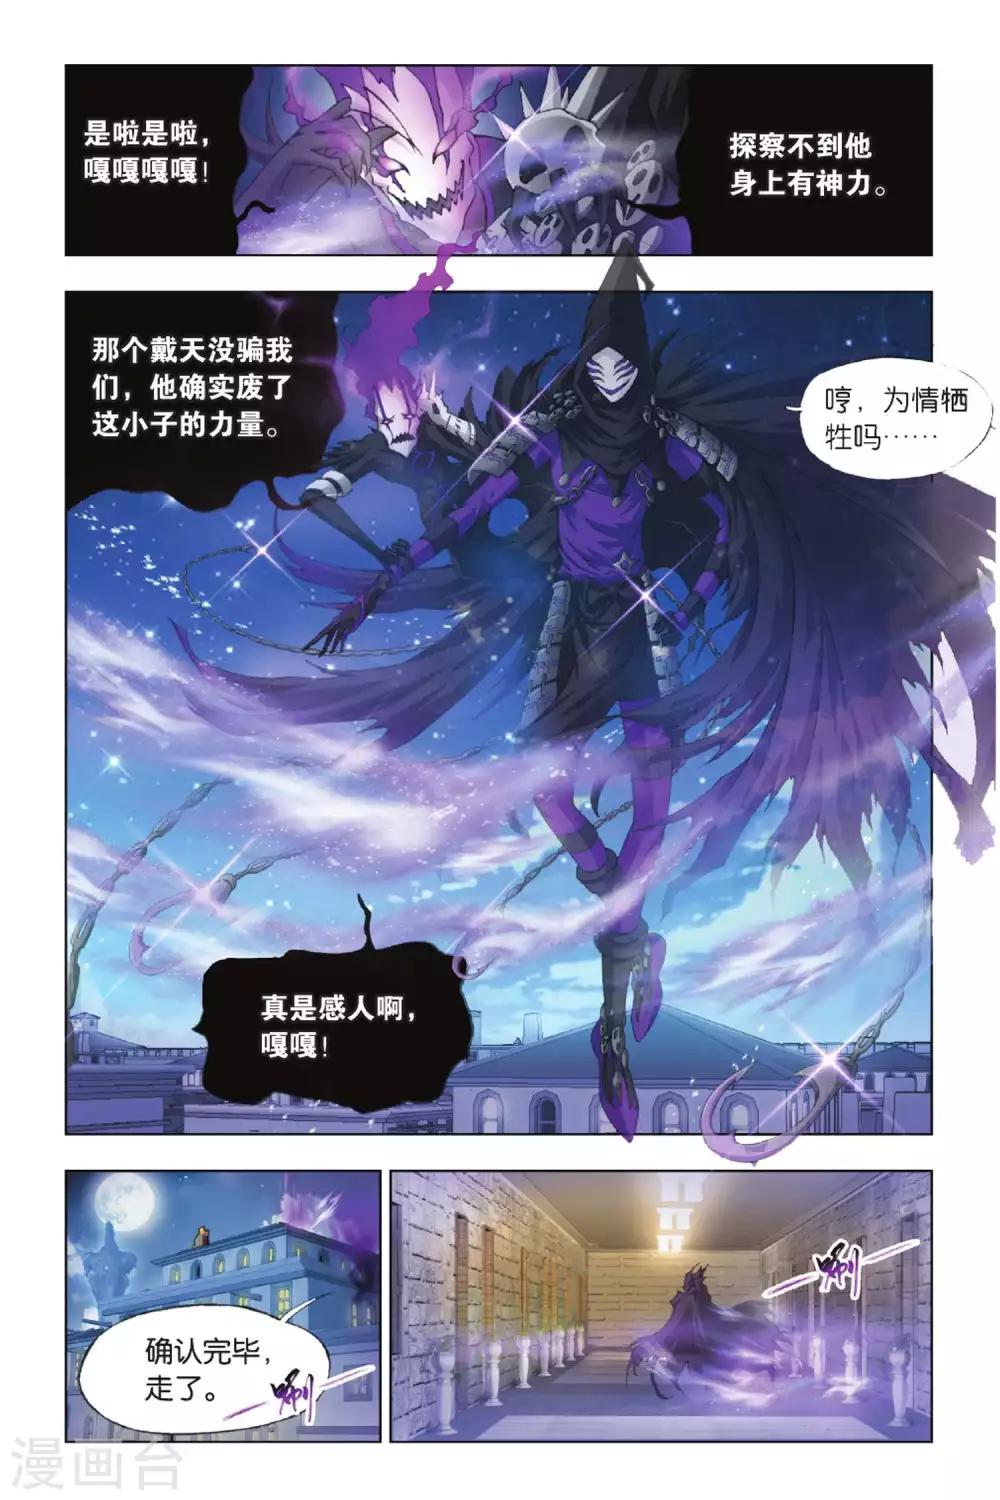 是啦是啦，
嘎嘎嘎嘎！
探察不到他
身上有神力。
那个戴天没骗我
们，他确实废了
这小子的力量。
哼，为情牺
牲吗……
真是感人啊，
嘎嘎！
确认完毕，
走了。
唰
唰
漫画台